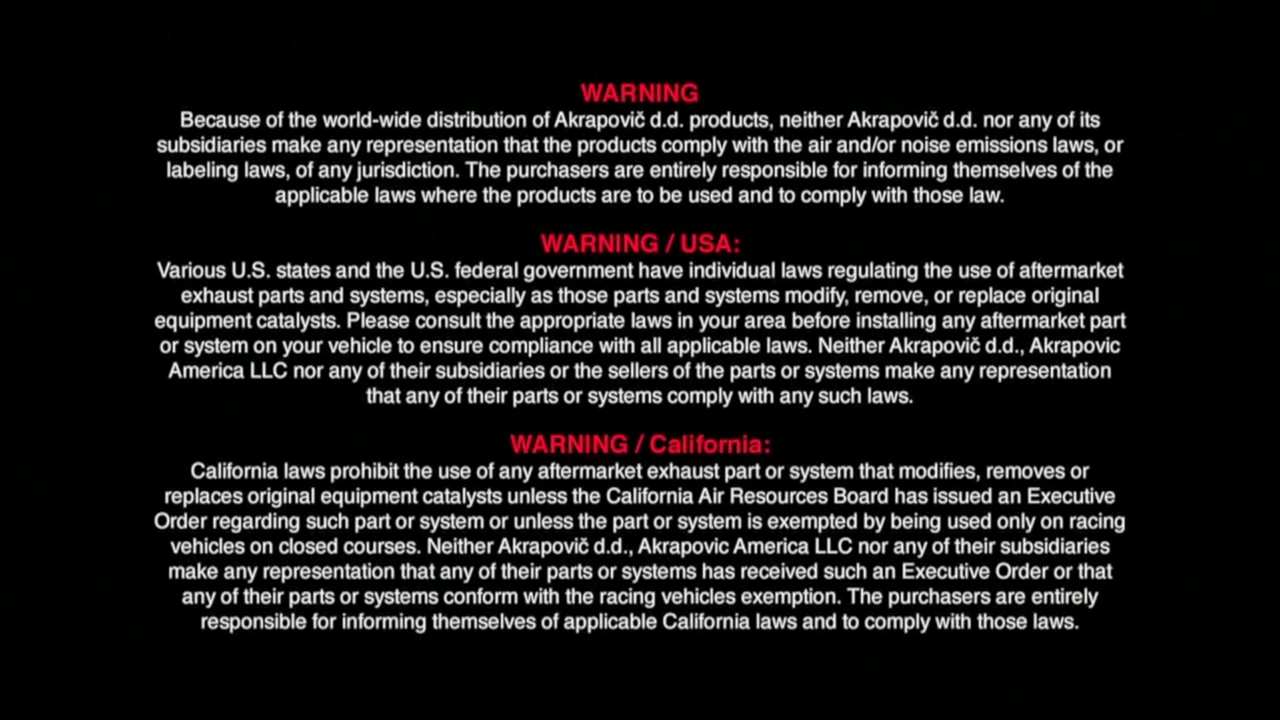 WARNING
Because of the world-wide distribution of Akrapovič d.d. products, neither Akrapovič d.d. nor any of its
subsidiaries make any representation that the products comply with the air and/or noise emissions laws, or
labeling laws, of any jurisdiction. The purchasers are entirely responsible for informing themselves of the
applicable laws where the products are to be used and to comply with those law.
WARNING / USA:
Various U.S. states and the U.S. federal government have individual laws regulating the use of aftermarket
exhaust parts and systems, especially as those parts and systems modify, remove, or replace original
equipment catalysts. Please consult the appropriate laws in your area before installing any aftermarket part
or system on your vehicle to ensure compliance with all applicable laws. Neither Akrapovič d.d., Akrapovic
America LLC nor any of their subsidiaries or the sellers of the parts or systems make any representation
that any of their parts or systems comply with any such laws.
WARNING / California:
California laws prohibit the use of any aftermarket exhaust part or system that modifies, removes or
replaces original equipment catalysts unless the California Air Resources Board has issued an Executive
Order regarding such part or system or unless the part or system is exempted by being used only on racing
vehicles on closed courses. Neither Akrapovič d.d., Akrapovic America LLC nor any of their subsidiaries
make any representation that any of their parts or systems has received such an Executive Order or that
any of their parts or systems conform with the racing vehicles exemption. The purchasers are entirely
responsible for informing themselves of applicable California laws and to comply with those laws.